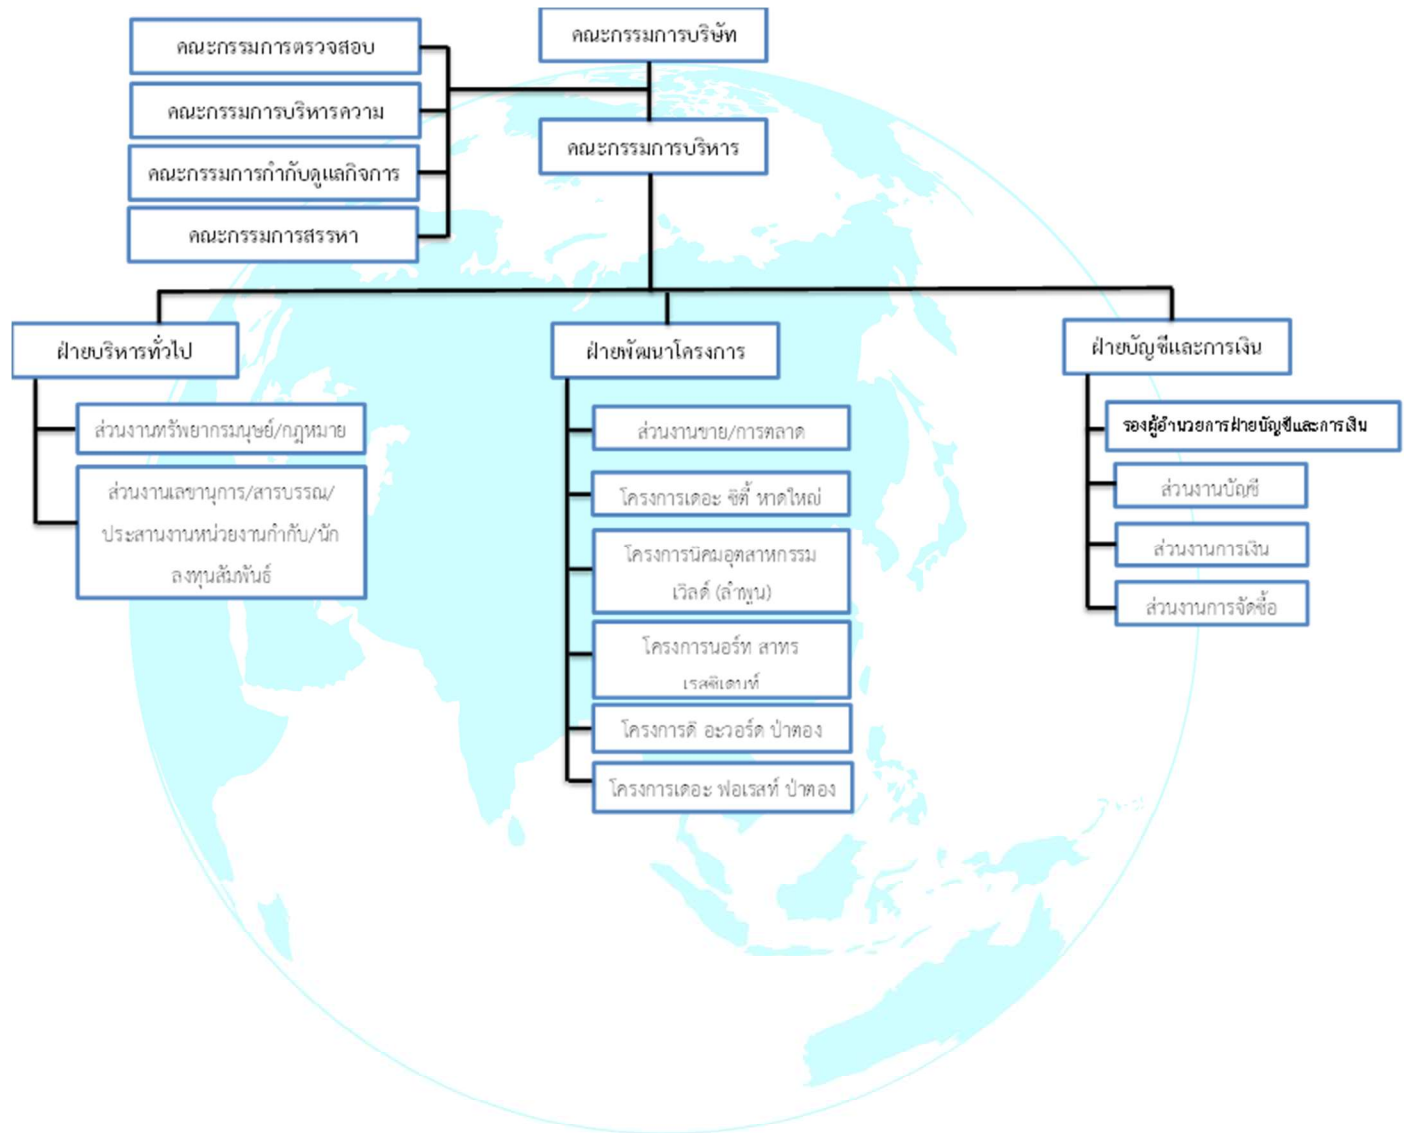 คณะกรรมการบริษัท
คณะกรรมการตรวจสอบ
คณะกรรมการบริหารความ
คณะกรรมการบริหาร
คณะกรรมการกำกับดูแลกิจการ
คณะกรรมการสรรหา
ฝ่ายบริหารทั่วไป
ส่วนงานทรัพยากรมนุษย์/กฎหมาย
ส่วนงานเลขานุการ/สารบรรณ/
ประสานงานหน่วยงานกำกับ/นัก
ลงทุนสัมพันธ์
ฝ่ายพัฒนาโครงการ
ส่วนงานขาย/การตลาด
โครงการเดอะ ซิตี้ หาดใหญ่
โครงการนิคมอุตสาหกรรม
เวิลด์ (ลำพูน)
โครงการนอร์ท สาทร
เรสซิเดนท์
โครงการดิ อะวอร์ด ป่าตอง
โครงการเดอะ ฟอเรสท์ ป่าตอง
ฝ่ายบัญชีและการเงิน
รองผู้อำนวยการฝ่ายบัญชีและการเงิน
ส่วนงานบัญชี
ส่วนงานการเงิน
ส่วนงานการจัดซื้อ